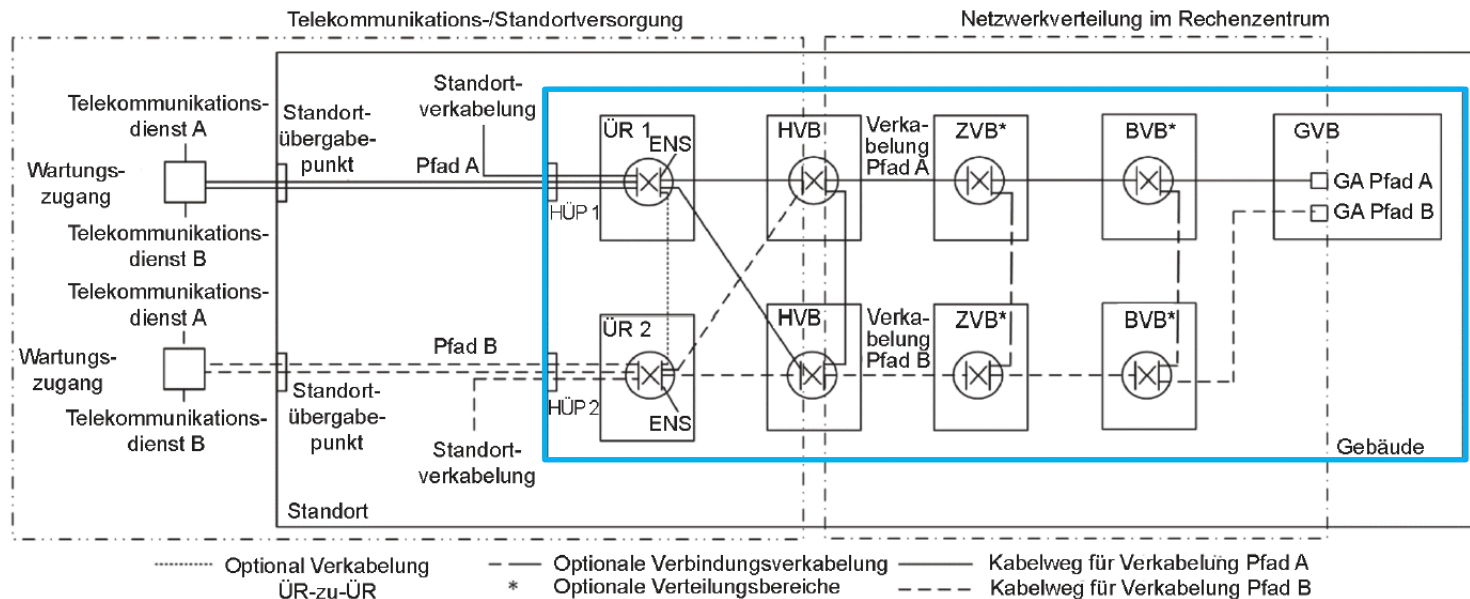 Telekommunikations-/Standortversorgung
Netzwerkverteilung im Rechenzentrum
Telekommunikations-
dienst A
Wartungs-
zugang
Telekommunikations-
dienst B
Standort-
übergabe-
punkt
Standort-
verkabelung
Pfad A
HÜP 1
ÜR 1
ENS
HVB
Verka-
belung
Pfad A
ZVB*
BVB*
GVB
GA Pfad A
GA Pfad B
Telekommunikations-
dienst A
Wartungs-
zugang
Telekommunikations-
dienst B
Standort-
übergabe-
punkt
Pfad B
HÜP 2
Standort-
verkabelung
ÜR 2
ENS
HVB
Verka-
belung
Pfad B
ZVB*
BVB*
Gebäude
Standort
Optional Verkabelung
ÜR-zu-ÜR
Optionale Verbindungsverkabelung
* Optionale Verteilungsbereiche
Kabelweg für Verkabelung Pfad A
Kabelweg für Verkabelung Pfad B